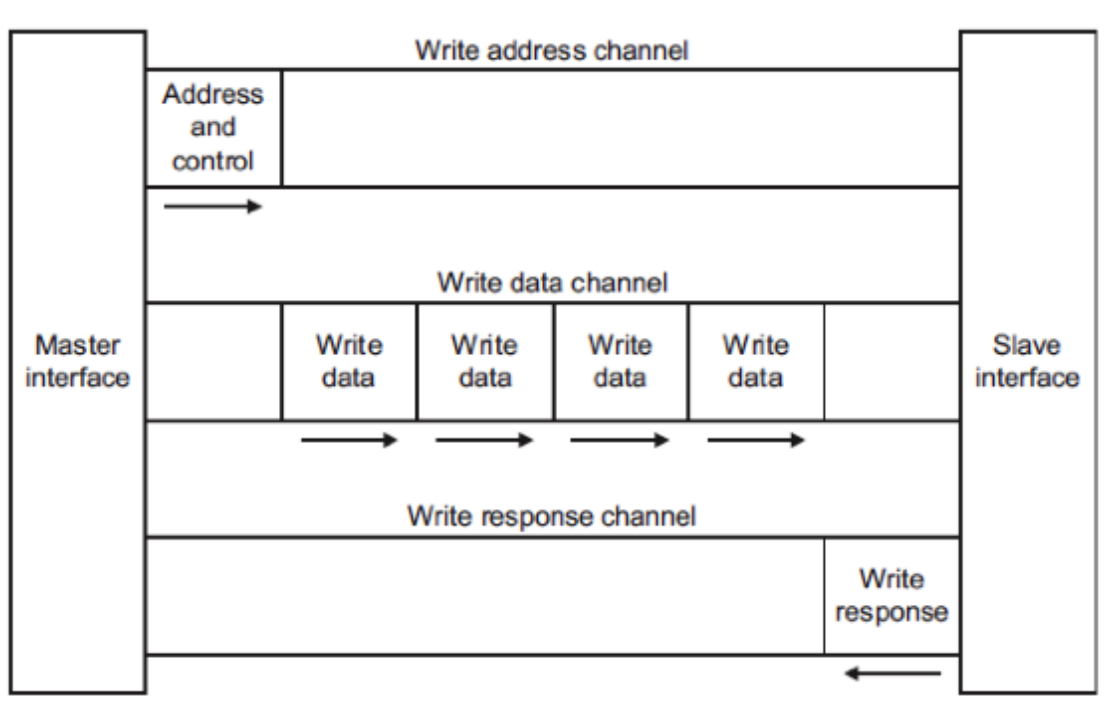 Write address channel
Address
and
control
Write data channel
Master
interface
Write
data
Write
data
Write
data
Write
data
Slave
interface
Write response channel
Write
response